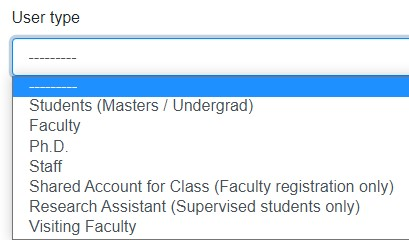 User type
---------
---------
Students (Masters / Undergrad)
Faculty
Ph.D.
Staff
Shared Account for Class (Faculty registration only)
Research Assistant (Supervised students only)
Visiting Faculty